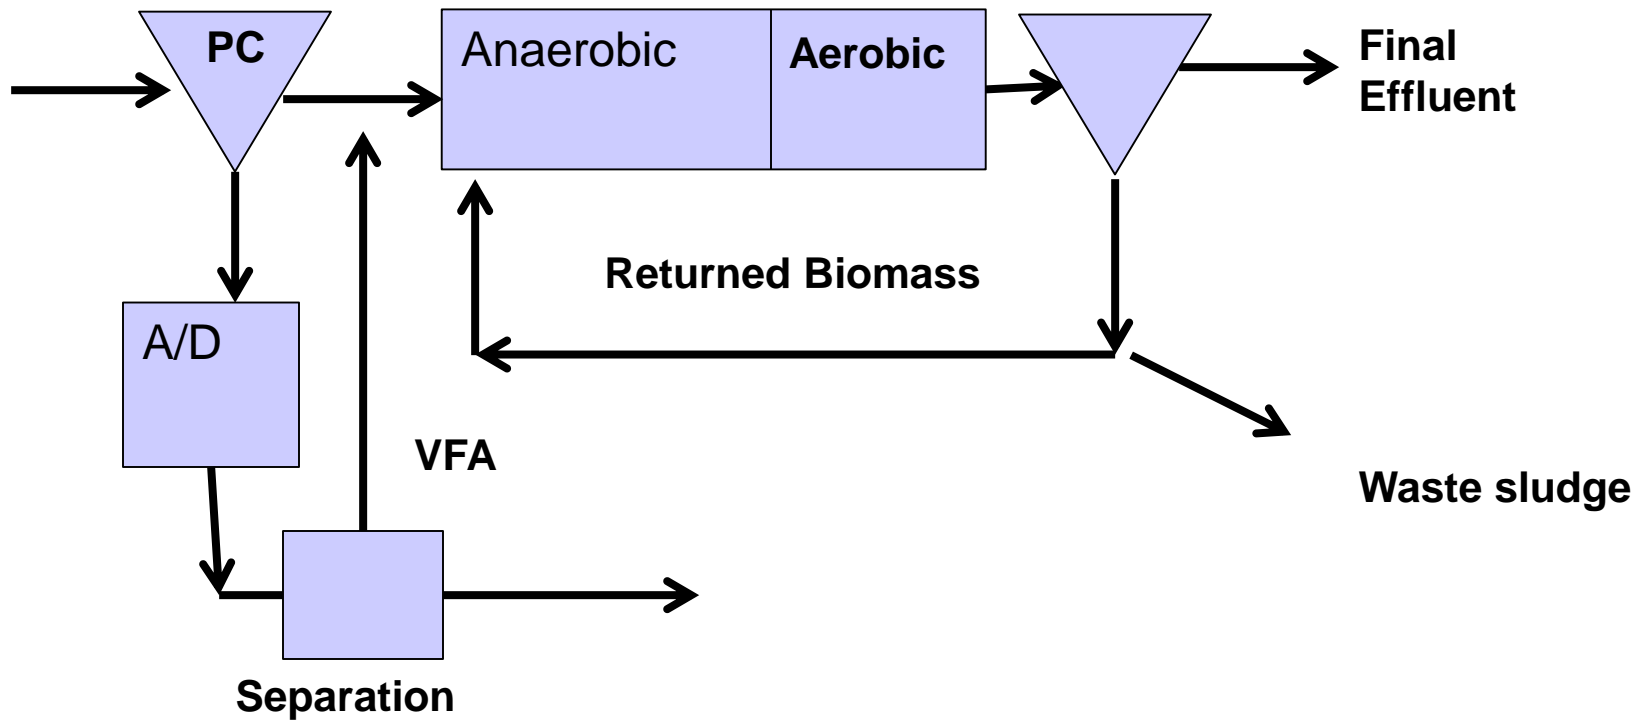 PC
Anaerobic
Aerobic
Final
Effluent
Returned Biomass
A/D
VFA
Waste sludge
Separation